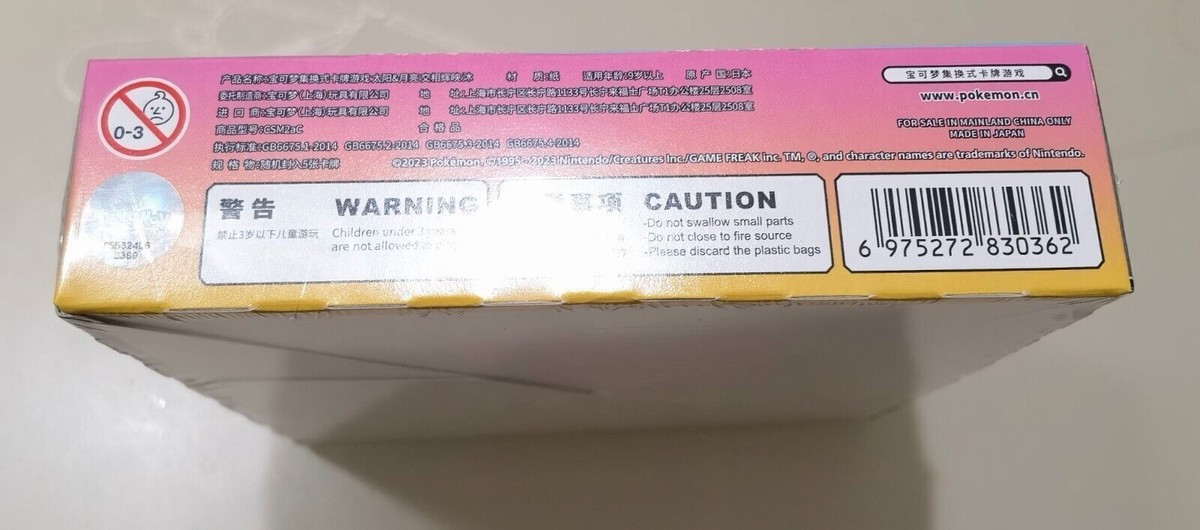 产品名称:宝可梦集换式卡牌游戏 太阳&月亮 交相辉映 沐 材 质:纸 适用年龄:9岁以上 原 产 国:日本
委托制造商:宝可梦(上海)玩具有限公司 地 址:上海市长宁区长宁路1133号长宁来福士广场T1办公楼25层2508室
进 口 商:宝可梦(上海)玩具有限公司 地 址:上海市长宁区长宁路1133号长宁来福士广场T1办公楼25层2508室
商品型号:CSM2aC 合格品
执行标准:GB6675.1-2014 GB6675.2-2014 GB6675.3-2014 GB6675.4-2014
规 格 物:随机封入5张卡牌
©2023 Pokémon. ©1995-2023 Nintendo/Creatures Inc./GAME FREAK inc. TM, ®, and character names are trademarks of Nintendo.
宝可梦集换式卡牌游戏
www.pokemon.cn
FOR SALE IN MAINLAND CHINA ONLY
MADE IN JAPAN
0-3
警告 WARNING
禁止3岁以下儿童游玩
Children under 3 years
are not allowed to
事项 CAUTION
-Do not swallow small parts
-Do not close to fire source
-Please discard the plastic bags
6 975272 830362